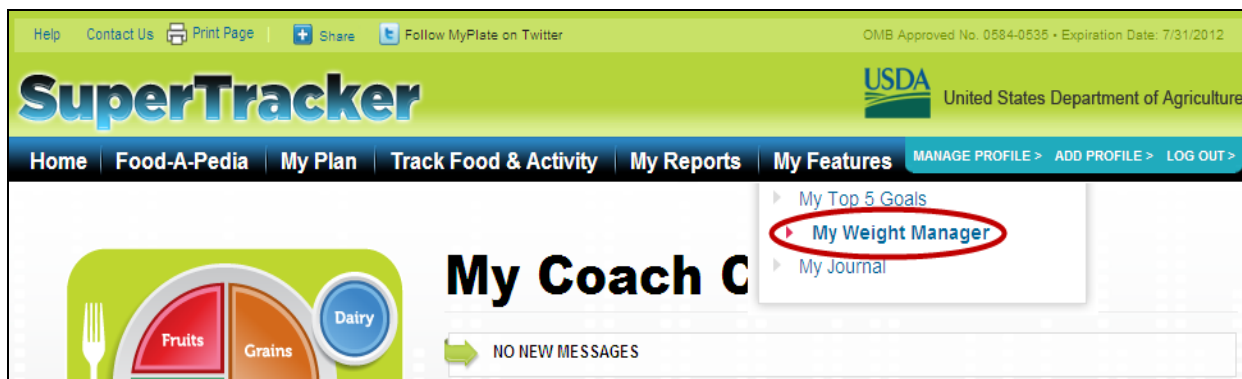 Help Contact Us Print Page Share Follow MyPlate on Twitter OMB Approved No. 0584-0535 • Expiration Date: 7/31/2012
SuperTracker USDA United States Department of Agriculture
Home Food-A-Pedia My Plan Track Food & Activity My Reports My Features MANAGE PROFILE > ADD PROFILE > LOG OUT >
My Top 5 Goals
My Weight Manager
My Journal
My Coach C
Dairy
Fruits
Grains
NO NEW MESSAGES